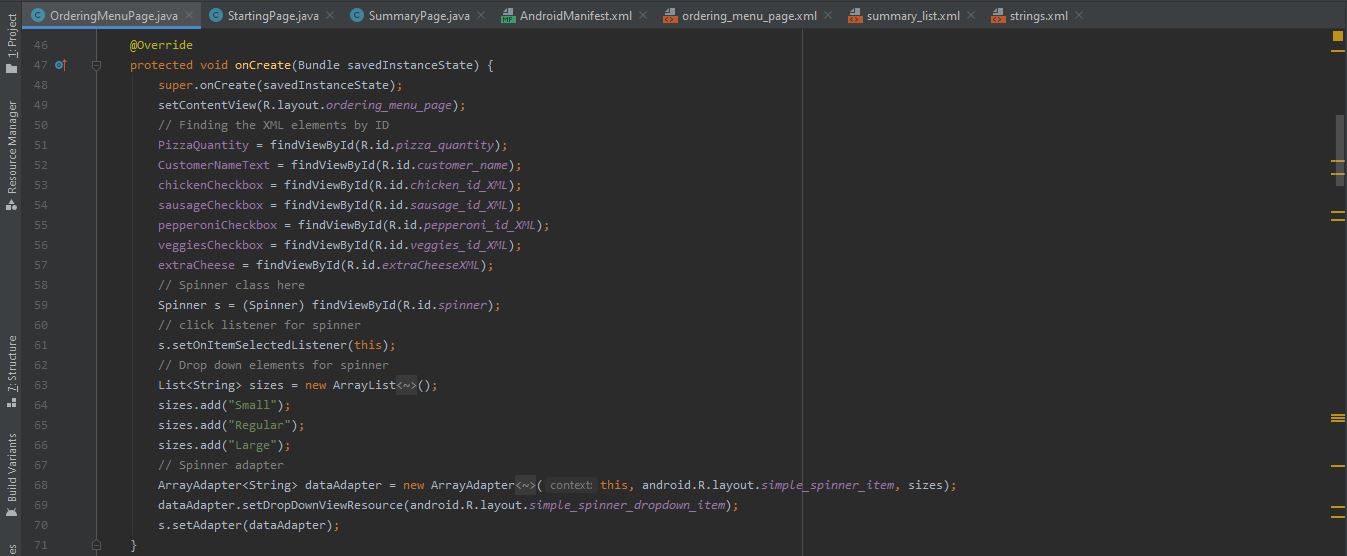 OrderingMenuPage.java StartingPage.java SummaryPage.java AndroidManifest.xml ordering_menu_page.xml summary_list.xml strings.xml
1: Project
Resource Manager
7: Structure
Build Variants
46 @Override
47 protected void onCreate(Bundle savedInstanceState) {
48 super.onCreate(savedInstanceState);
49 setContentView(R.layout.ordering_menu_page);
50 // Finding the XML elements by ID
51 PizzaQuantity = findViewById(R.id.pizza_quantity);
52 CustomerNameText = findViewById(R.id.customer_name);
53 chickenCheckbox = findViewById(R.id.chicken_id_XML);
54 sausageCheckbox = findViewById(R.id.sausage_id_XML);
55 pepperoniCheckbox = findViewById(R.id.pepperoni_id_XML);
56 veggiesCheckbox = findViewById(R.id.veggies_id_XML);
57 extraCheese = findViewById(R.id.extraCheeseXML);
58 // Spinner class here
59 Spinner s = (Spinner) findViewById(R.id.spinner);
60 // click listener for spinner
61 s.setOnItemSelectedListener(this);
62 // Drop down elements for spinner
63 List<String> sizes = new ArrayList<~>();
64 sizes.add("Small");
65 sizes.add("Regular");
66 sizes.add("Large");
67 // Spinner adapter
68 ArrayAdapter<String> dataAdapter = new ArrayAdapter<~>( context: this, android.R.layout.simple_spinner_item, sizes);
69 dataAdapter.setDropDownViewResource(android.R.layout.simple_spinner_dropdown_item);
70 s.setAdapter(dataAdapter);
71 }